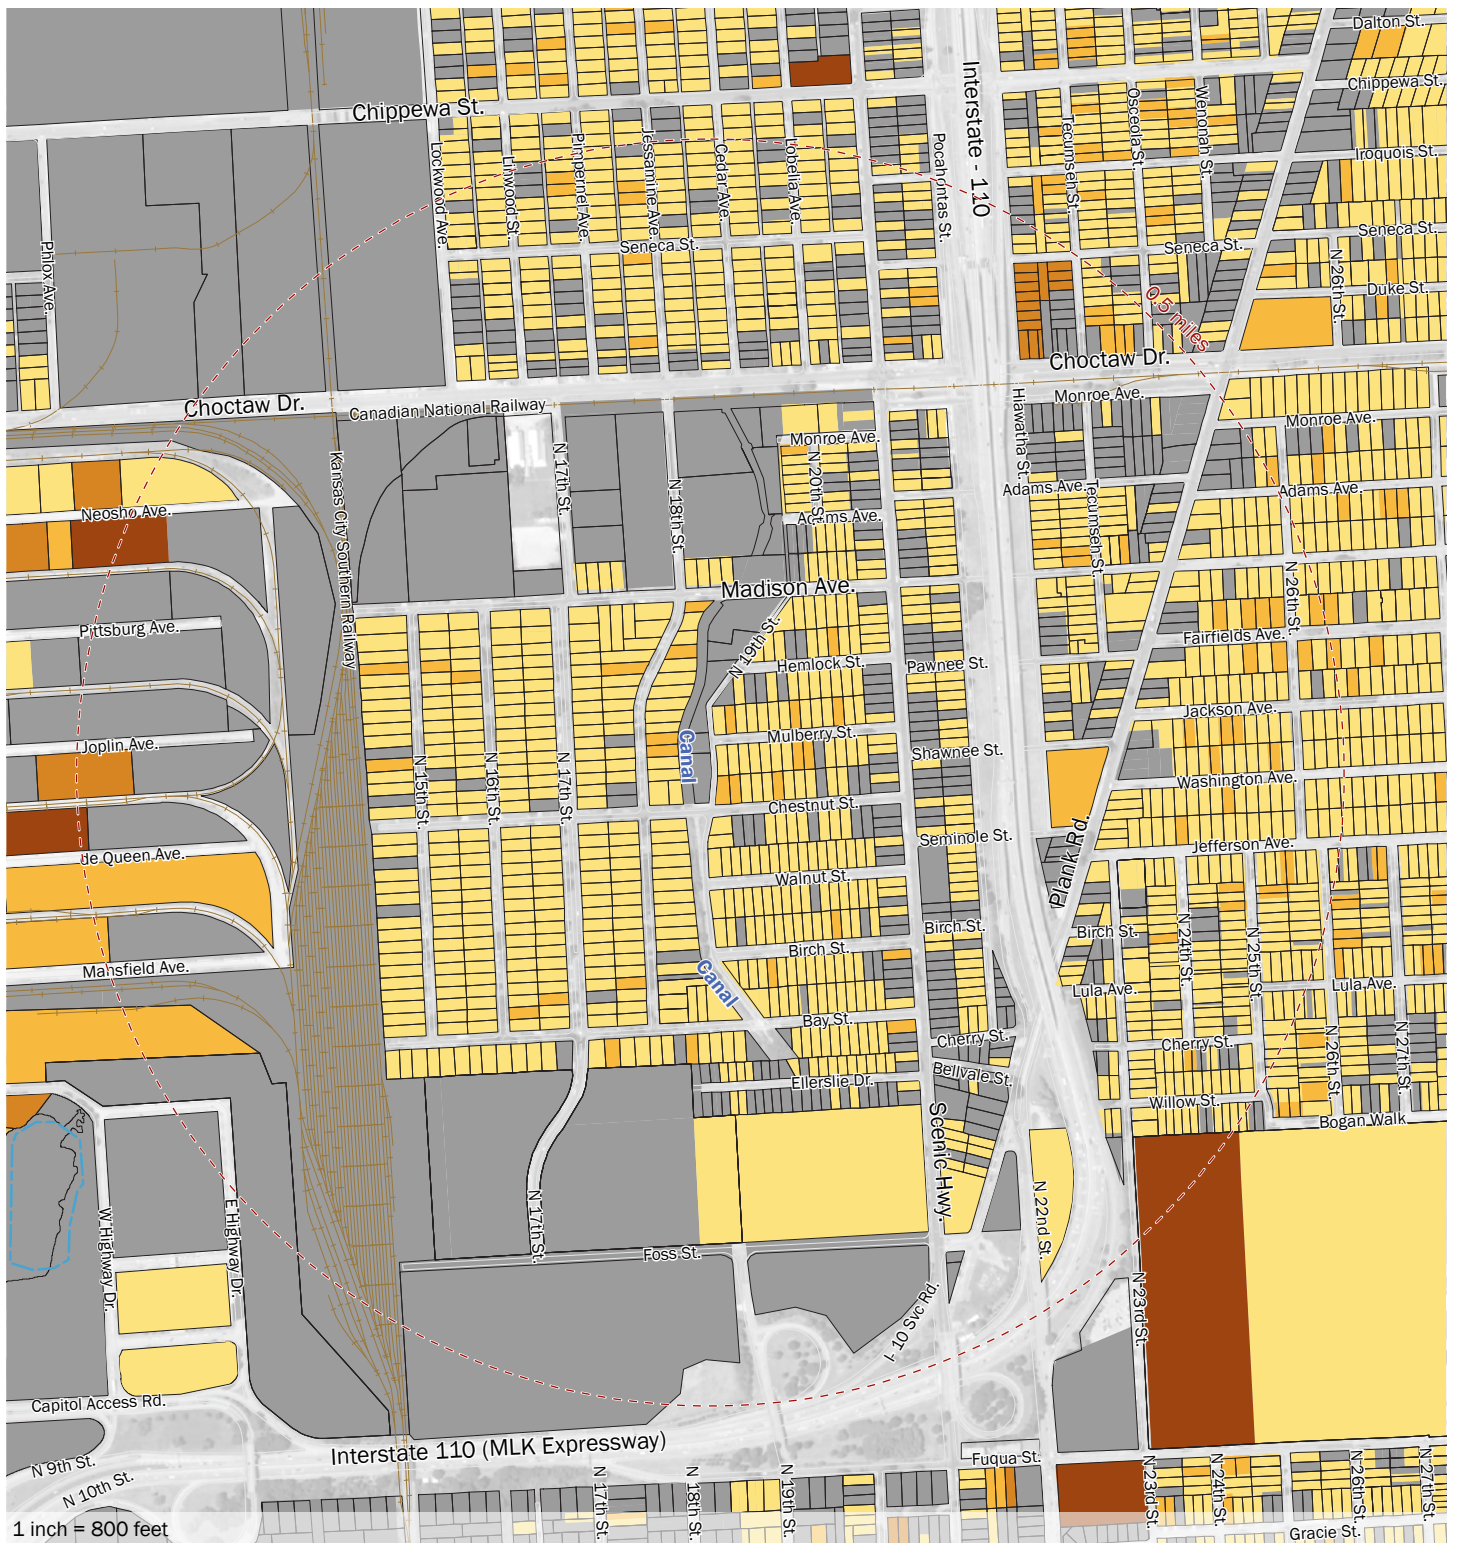 Dalton St.
Chippewa St.
Chippewa St.
Interstate - 110
Osceola St.
Wenonah St.
Tecumseh St.
Pocahontas St.
Lockwood Ave.
Linwood St.
Pimpernel Ave.
Jessamine Ave.
Cedar Ave.
Lobelia Ave.
Iroquois St.
Phlox Ave.
Seneca St.
Seneca St.
Seneca St.
N 26th St.
Duke St.
0.5 miles
Choctaw Dr.
Choctaw Dr.
Canadian National Railway
Monroe Ave.
Monroe Ave.
Monroe Ave.
Hiawatha St.
N 20th St.
N 17th St.
Kansas City Southern Railway
N 18th St.
Adams Ave.
Adams Ave.
Adams Ave.
Tecumseh St.
Neosho Ave.
Madison Ave.
N 26th St.
Pittsburg Ave.
N 19th St.
Fairfields Ave.
Hemlock St.
Pawnee St.
Jackson Ave.
Joplin Ave.
Canal
Mulberry St.
Shawnee St.
N 15th St.
N 16th St.
N 17th St.
Washington Ave.
Chestnut St.
Seminole St.
Plank Rd.
Jefferson Ave.
de Queen Ave.
Walnut St.
Birch St.
Birch St.
Birch St.
N 24th St.
N 25th St.
Mansfield Ave.
Canal
Lula Ave.
Lula Ave.
Bay St.
Cherry St.
Cherry St.
N 26th St.
N 27th St.
Ellerslie Dr.
Bellvale St.
Willow St.
Bogan Walk
Scenic Hwy.
W Highway Dr.
E Highway Dr.
N 17th St.
N 22nd St.
Foss St.
I- 10 Svc Rd.
N 23rd St.
Capitol Access Rd.
Interstate 110 (MLK Expressway)
N 9th St.
N 10th St.
Fuqua St.
N 17th St.
N 18th St.
N 19th St.
N 23rd St.
N 24th St.
N 26th St.
N 27th St.
1 inch = 800 feet
Gracie St.